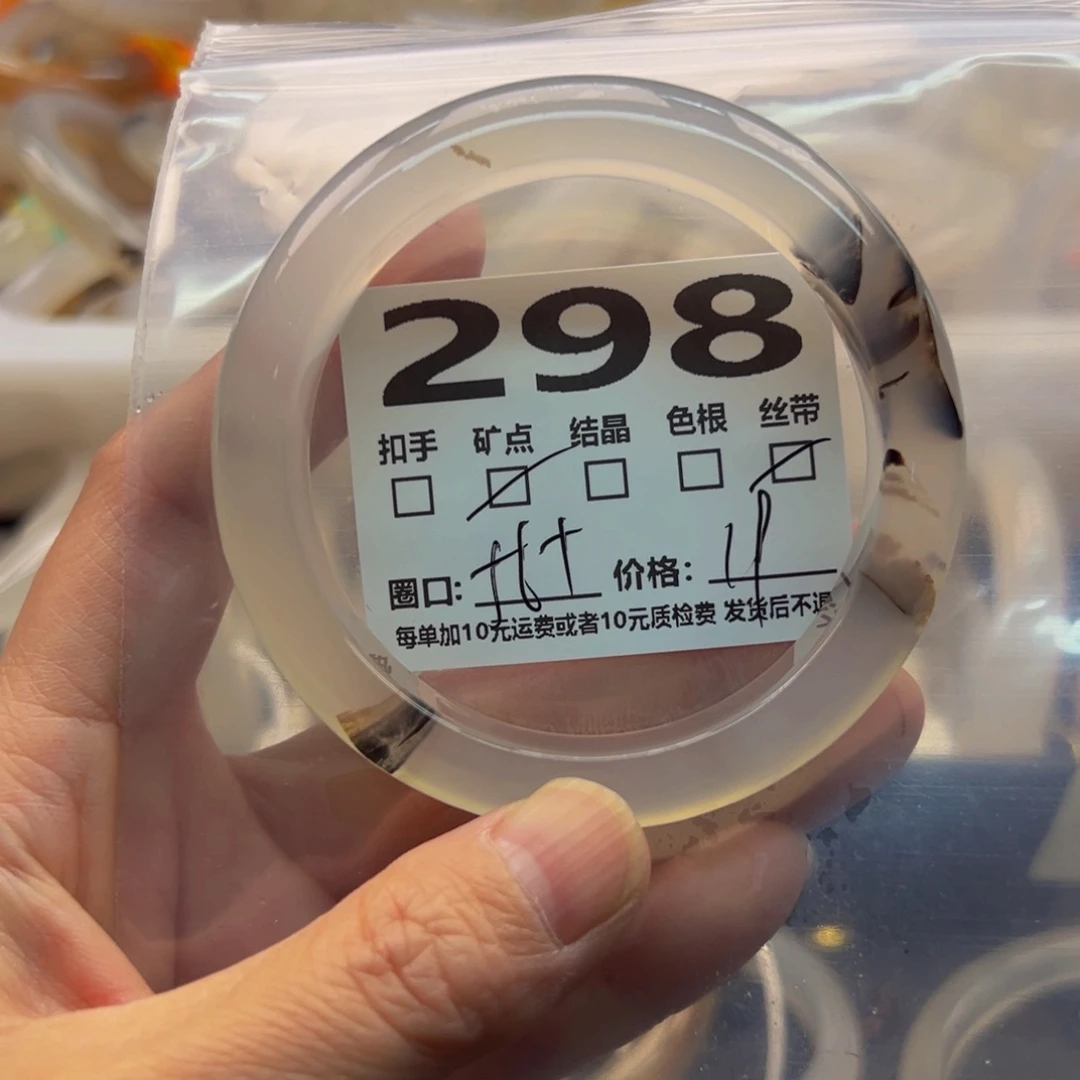 298
扣手 矿点 结晶 色根 丝带
圈口: 价格:
每单加10元运费或者10元质检费 发货后不退